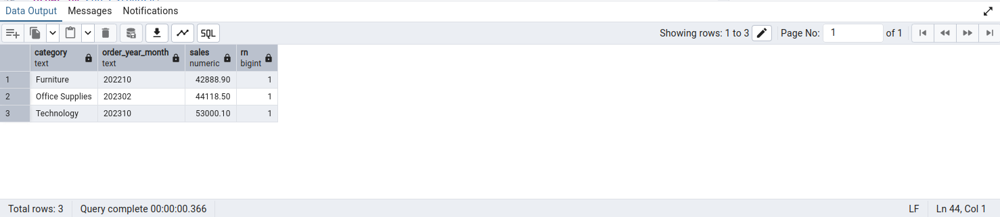 Data Output Messages Notifications
SQL Showing rows: 1 to 3 Page No: 1 of 1
category order_year_month sales rn
text text numeric bigint
1 Furniture 202210 42888.90 1
2 Office Supplies 202302 44118.50 1
3 Technology 202310 53000.10 1
Total rows: 3 Query complete 00:00:00.366 LF Ln 44, Col 1